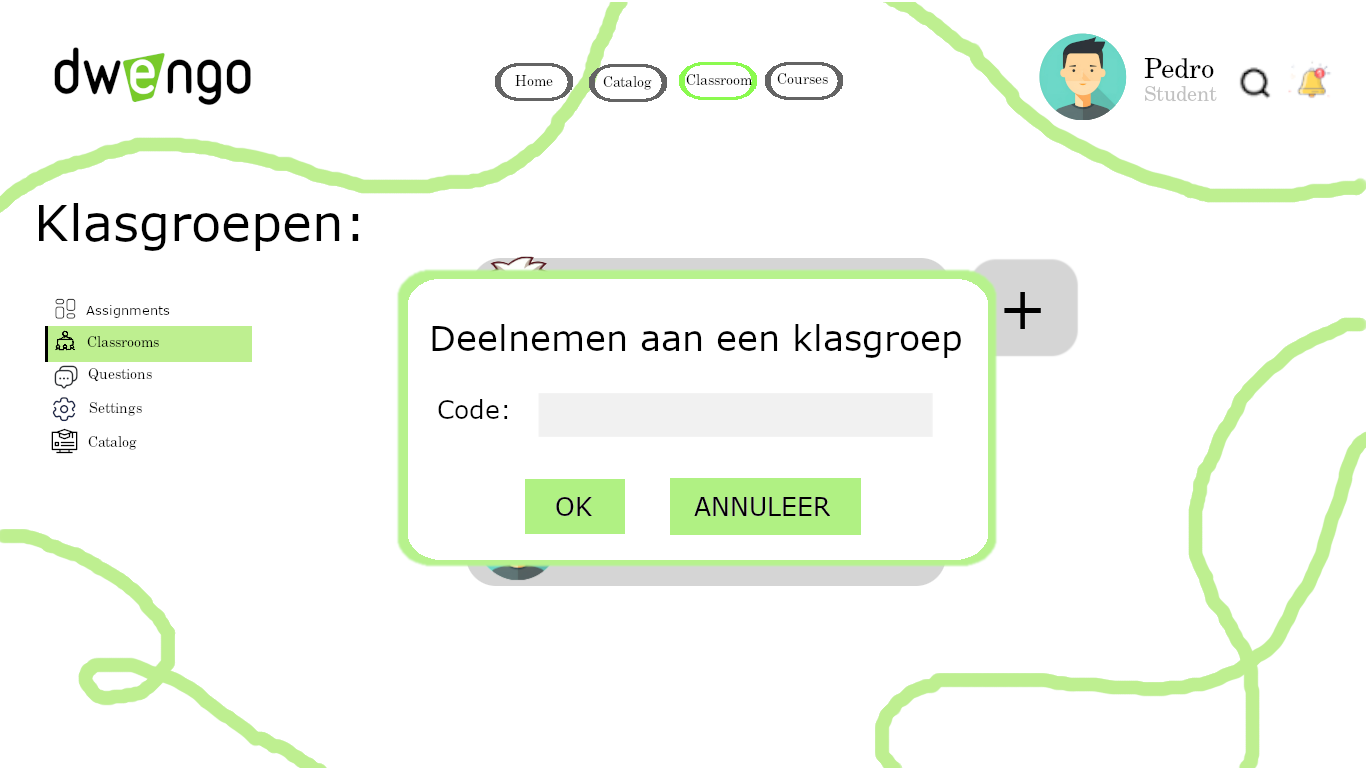 dwengo
Home
Catalog
Classroom
Courses
Pedro
Student
1
Klasgroepen:
Assignments
Classrooms
Questions
Settings
Catalog
+
Deelnemen aan een klasgroep
Code:
OK
ANNULEER